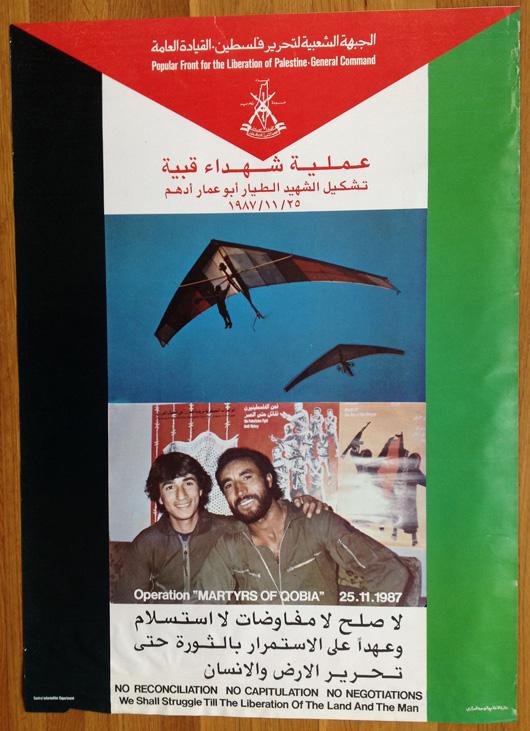 الجبهة الشعبية لتحرير فلسطين-القيادة العامة
Popular Front for the Liberation of Palestine-General Command
عملية شهداء قبية
تشكيل الشهيد الطيار أبو عمار أدهم
١٩٨٧/١١/٢٥
Operation "MARTYRS OF QOBIA" 25.11.1987
لا صلح لا مفاوضات لا استسلام
وعهداً على الاستمرار بالثورة حتى
تحرير الارض والانسان
NO RECONCILIATION NO CAPITULATION NO NEGOTIATIONS
We Shall Struggle Till The Liberation Of The Land And The Man
Central Information Department